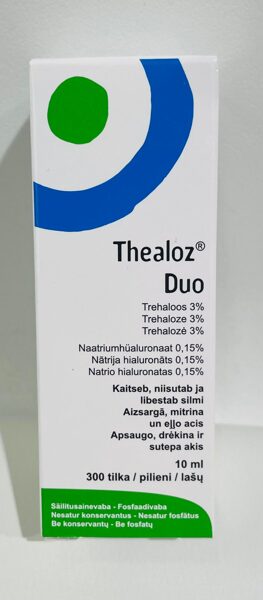 Thealoz®
Duo
Trehaloos 3%
Trehaloze 3%
Trehalozė 3%
Naatriumhüaluronaat 0,15%
Nātrija hialuronāts 0,15%
Natrio hialuronatas 0,15%
Kaitseb, niisutab ja
libestab silmi
Aizsargā, mitrina
un eļļo acis
Apsaugo, drėkina ir
sutepa akis
10 ml
300 tilka / pilieni / lašų
Säilitusainevaba - Fosfaadivaba
Nesatur konservantus - Nesatur fosfātus
Be konservantų - Be fosfatų